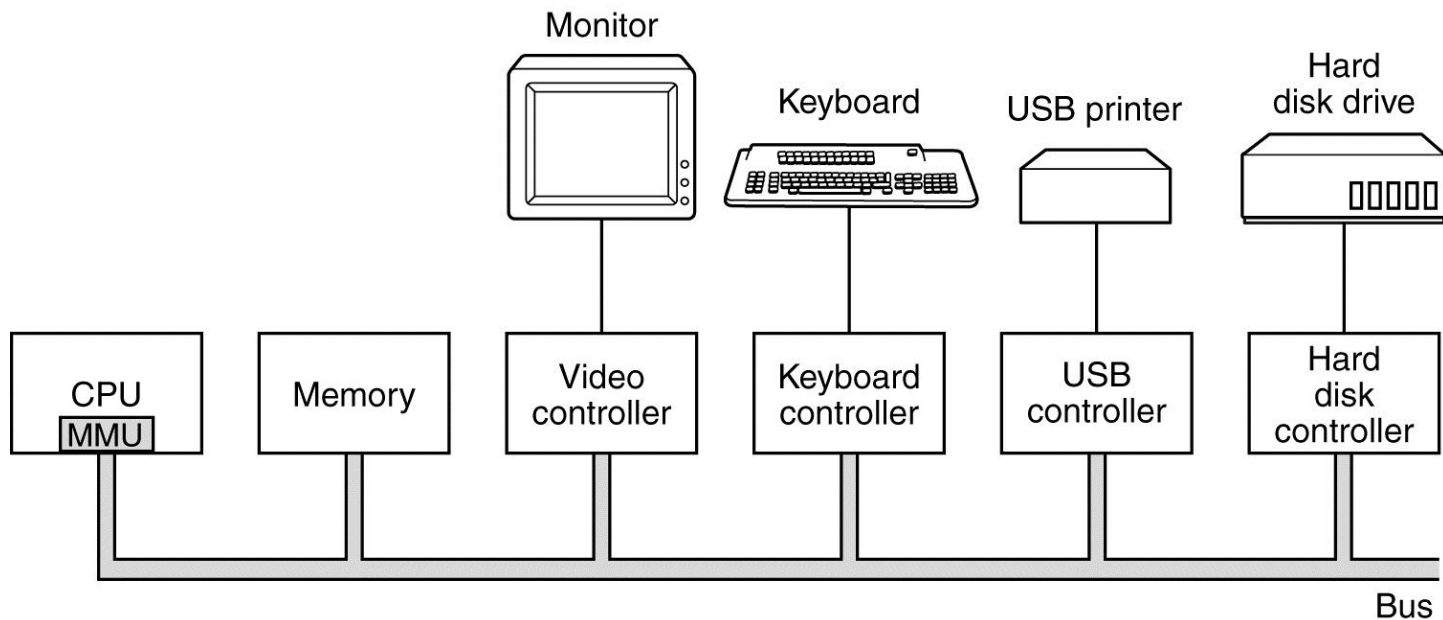 Monitor
Keyboard
USB printer
Hard
disk drive
CPU
MMU
Memory
Video
controller
Keyboard
controller
USB
controller
Hard
disk
controller
Bus